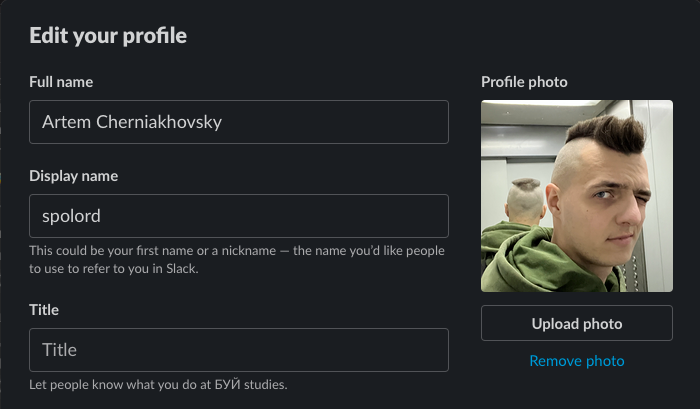 Edit your profile
Full name
Artem Cherniakhovsky
Display name
spolord
This could be your first name or a nickname — the name you’d like people
to use to refer to you in Slack.
Title
Title
Let people know what you do at БУЙ studies.
Profile photo
Upload photo
Remove photo